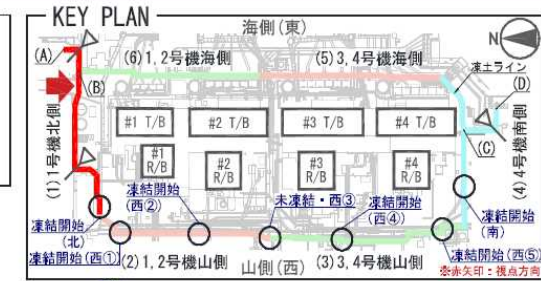 KEY PLAN
海側(東)
N
(A)
(6)1,2号機海側
(5)3,4号機海側
凍土ライン
(B)
(D)
(1)1号機北側
#1 T/B
#2 T/B
#3 T/B
#4 T/B
(C)
(4)4号機南側
#1
R/B
#2
R/B
#3
R/B
#4
R/B
凍結開始
(西②)
未凍結・西③
凍結開始
(西④)
凍結開始
(北)
凍結開始
(南)
凍結開始(西①)
(2)1,2号機山側
山側(西)
(3)3,4号機山側
凍結開始(西⑤)
※赤矢印:視点方向